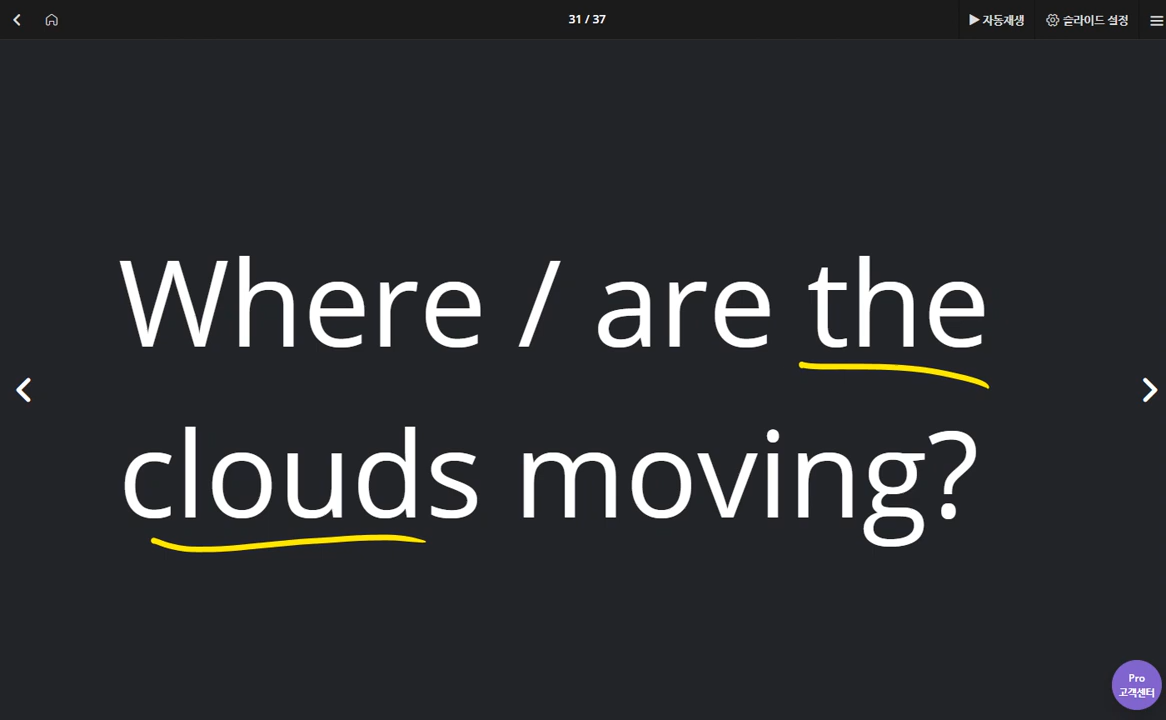 31 / 37
▶ 자동재생
슬라이드 설정
Where / are the
clouds moving?
Pro
고객센터